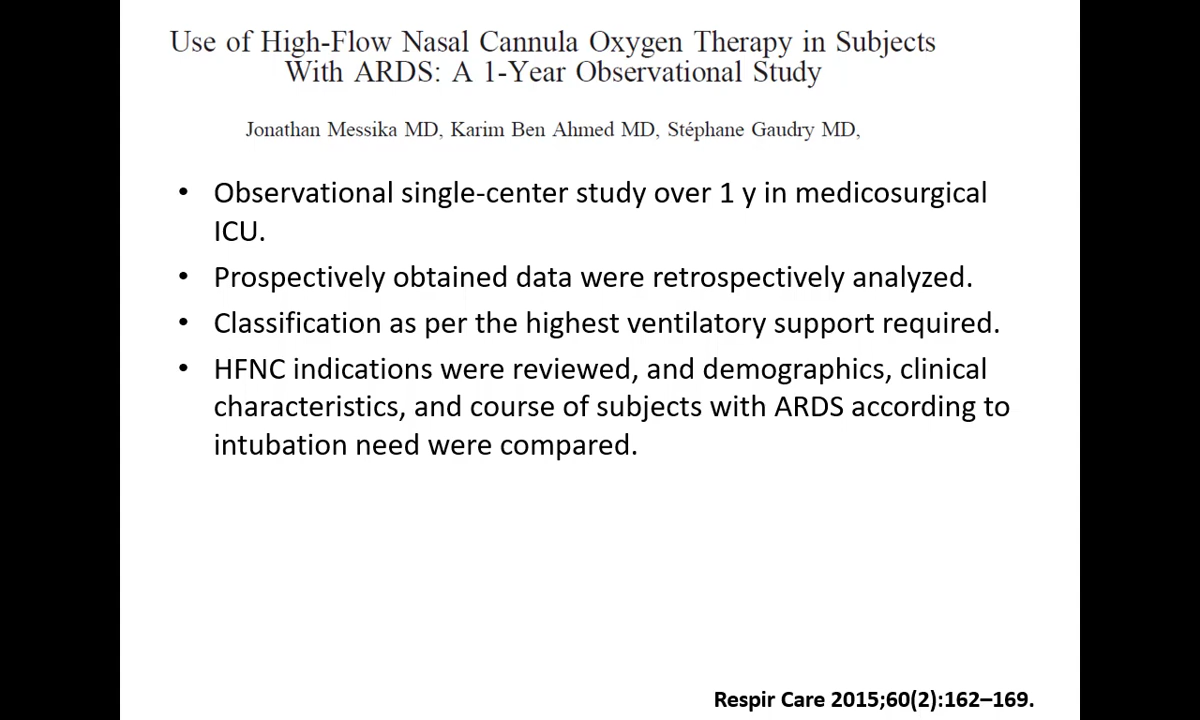 Use of High-Flow Nasal Cannula Oxygen Therapy in Subjects
With ARDS: A 1-Year Observational Study
Jonathan Messika MD, Karim Ben Ahmed MD, Stéphane Gaudry MD,
• Observational single-center study over 1 y in medicosurgical
ICU.
• Prospectively obtained data were retrospectively analyzed.
• Classification as per the highest ventilatory support required.
• HFNC indications were reviewed, and demographics, clinical
characteristics, and course of subjects with ARDS according to
intubation need were compared.
Respir Care 2015;60(2):162–169.